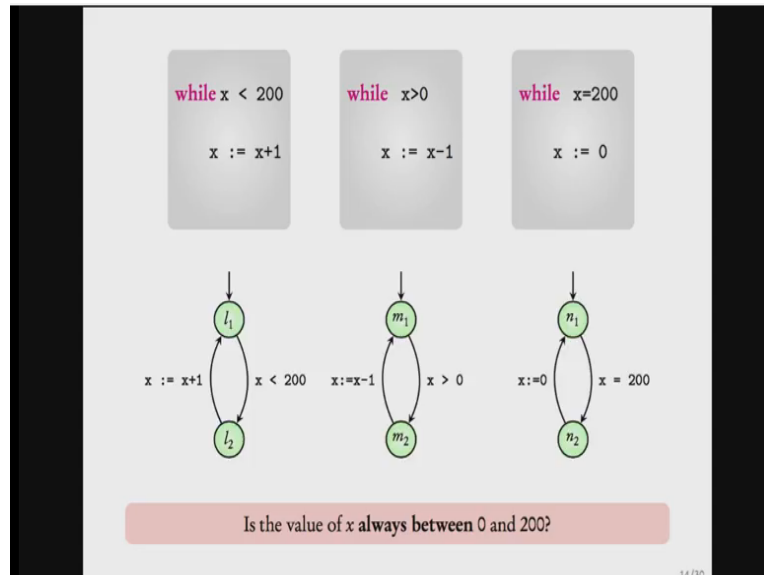 while x < 200
x := x+1
while x>0
x := x-1
while x=200
x := 0
l1
x := x+1
x < 200
l2
m1
x:=x-1
x > 0
m2
n1
x:=0
x = 200
n2
Is the value of x always between 0 and 200?